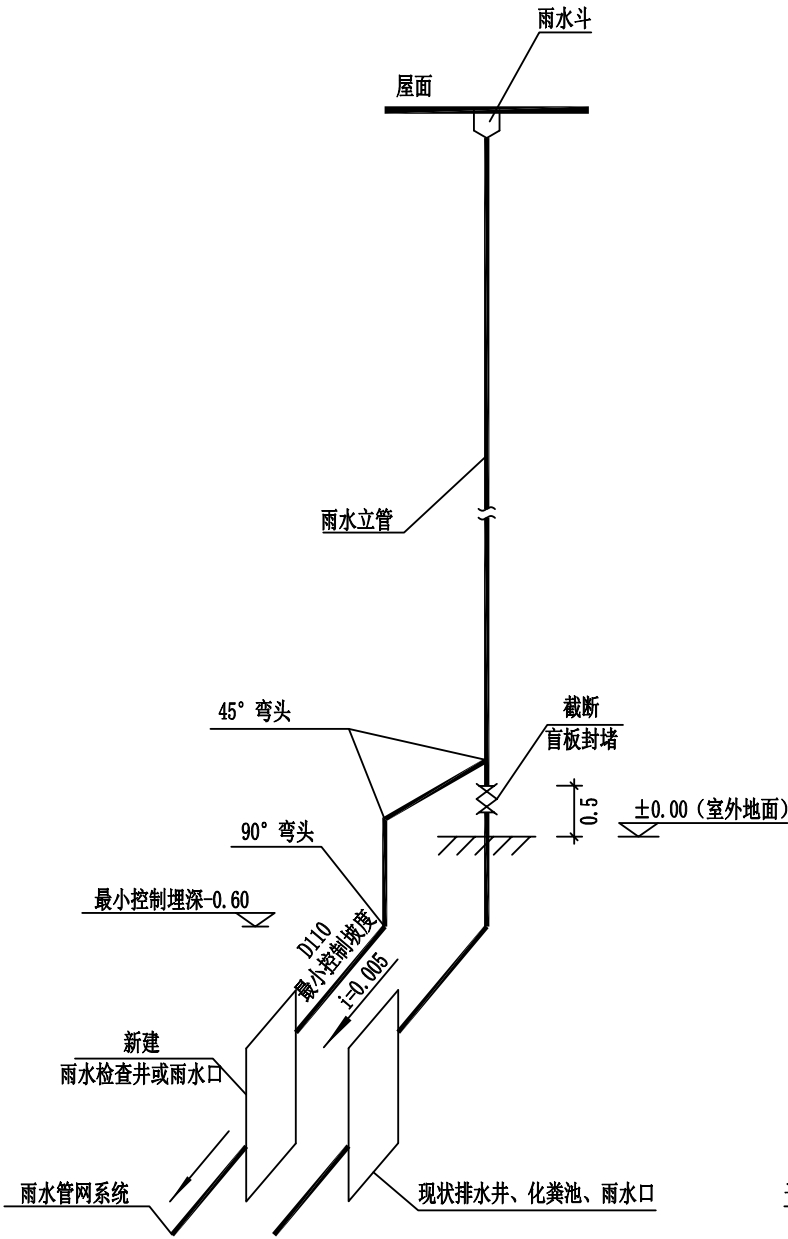 雨水斗
屋面
雨水立管
45°弯头
截断
盲板封堵
0.5
±0.00（室外地面）
90°弯头
最小控制埋深-0.60
D110
最小控制坡度
i=0.005
新建
雨水检查井或雨水口
雨水管网系统
现状排水井、化粪池、雨水口